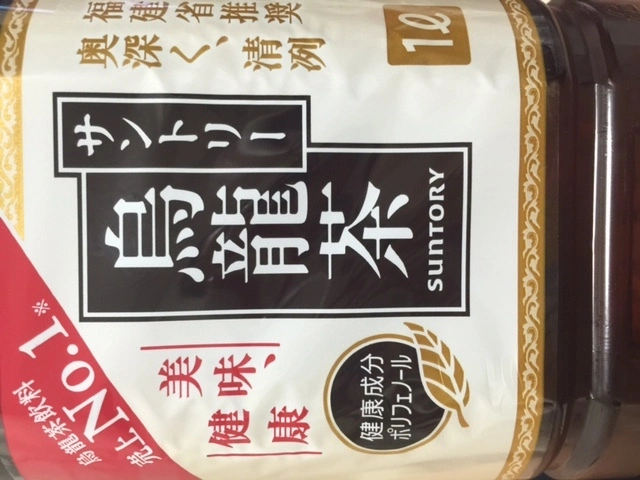 福建省推奨
奥深く、清冽
1ℓ
サントリー
烏龍茶
SUNTORY
烏龍茶飲料
売上No.1※
美味、
健康
健康成分
ポリフェノール